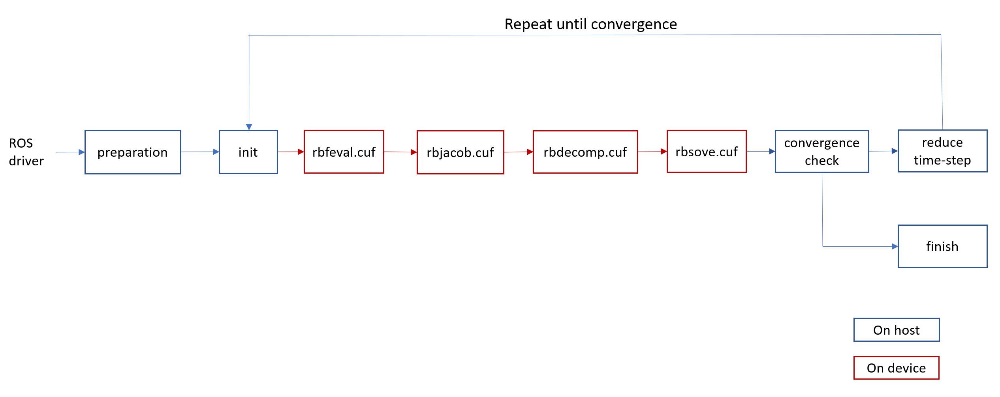 Repeat until convergence
ROS
driver
preparation
init
rbfeval.cuf
rbjacob.cuf
rbdecomp.cuf
rbsove.cuf
convergence
check
reduce
time-step
finish
On host
On device